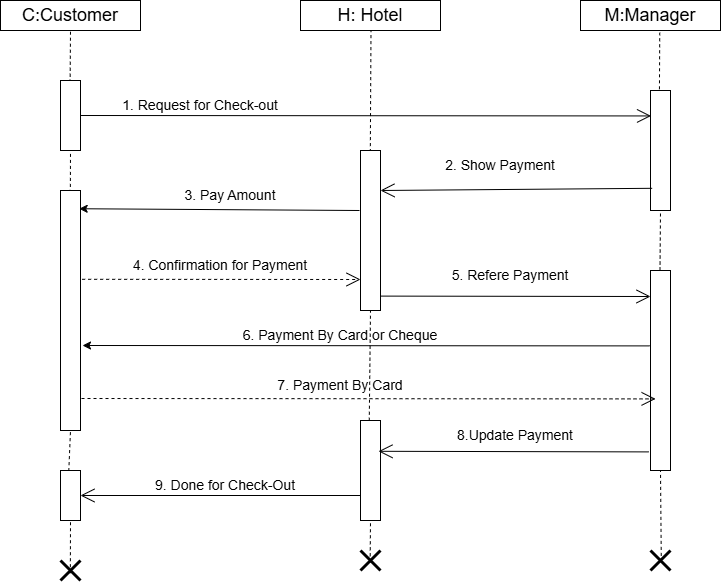 C:Customer
H: Hotel
M:Manager
1. Request for Check-out
2. Show Payment
3. Pay Amount
4. Confirmation for Payment
5. Refere Payment
6. Payment By Card or Cheque
7. Payment By Card
8.Update Payment
9. Done for Check-Out